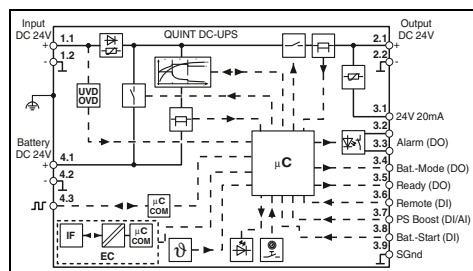 Input
DC 24V
QUINT DC-UPS
Output
DC 24V
1.1
+
-
1.2
2.1
+
-
2.2
UVD
OVD
3.1
24V 20mA
3.2
Alarm (DO)
3.3
Battery
DC 24V
4.1
+
-
4.2
4.3
µC
3.4
Bat.-Mode (DO)
3.5
Ready (DO)
3.6
Remote (DI)
3.7
PS Boost (DI/AI)
3.8
Bat.-Start (DI)
3.9
SGnd
µC
COM
IF
µC
COM
EC
ϑ